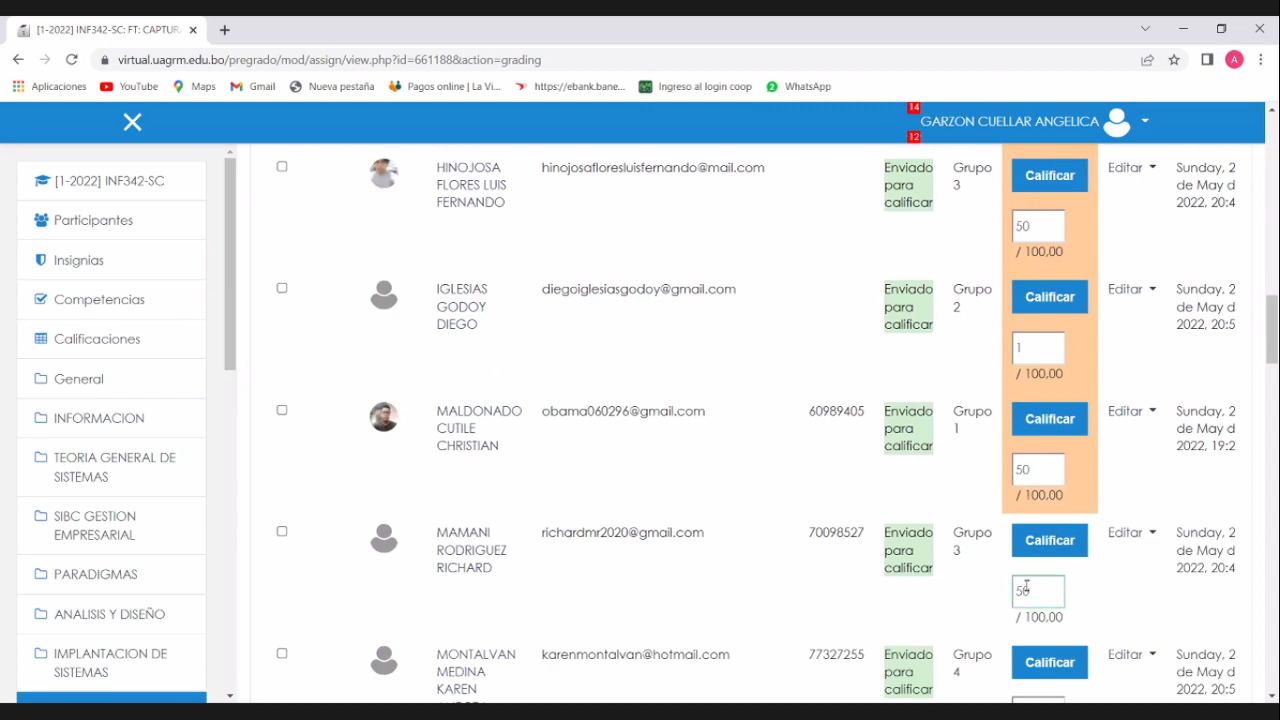 [1-2022] INF342-SC: FT: CAPTUR
virtual.uagrm.edu.bo/pregrado/mod/assign/view.php?id=661188&action=grading
A
Aplicaciones YouTube Maps Gmail Nueva pestaña Pagos online | La Vi... https://ebank.bane... Ingreso al login coop WhatsApp
14
12
GARZON CUELLAR ANGELICA
[1-2022] INF342-SC
Participantes
Insignias
Competencias
Calificaciones
General
INFORMACION
TEORIA GENERAL DE
SISTEMAS
SIBC GESTION
EMPRESARIAL
PARADIGMAS
ANALISIS Y DISEÑO
IMPLANTACION DE
SISTEMAS
HINOJOSA
FLORES LUIS
FERNANDO
hinojosafloresluisfernando@mail.com
Enviado
para
calificar
Grupo
3
Calificar
50
/ 100,00
Editar
Sunday, 2
de May d
2022, 20:4
IGLESIAS
GODOY
DIEGO
diegoiglesiasgodoy@gmail.com
Enviado
para
calificar
Grupo
2
Calificar
1
/ 100,00
Editar
Sunday, 2
de May d
2022, 20:5
MALDONADO
CUTILE
CHRISTIAN
obama060296@gmail.com
60989405
Enviado
para
calificar
Grupo
1
Calificar
50
/ 100,00
Editar
Sunday, 2
de May d
2022, 19:2
MAMANI
RODRIGUEZ
RICHARD
richardmr2020@gmail.com
70098527
Enviado
para
calificar
Grupo
3
Calificar
50
/ 100,00
Editar
Sunday, 2
de May d
2022, 20:4
MONTALVAN
MEDINA
KAREN
karenmontalvan@hotmail.com
77327255
Enviado
para
calificar
Grupo
4
Calificar
Editar
Sunday, 2
de May d
2022, 20:5